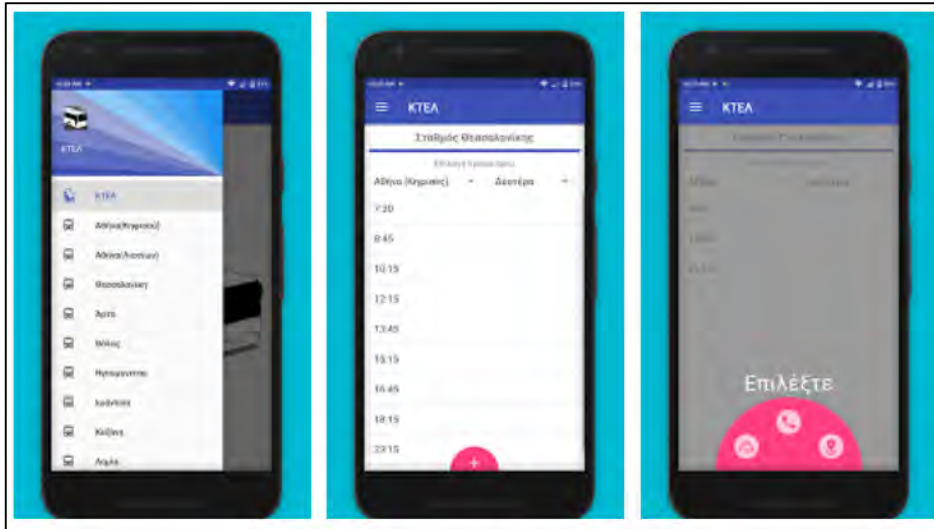 ΚΤΕΛ
ΚΤΕΛ
Αθήνα(Κηφισού)
Αθήνα(Λιοσίων)
Θεσσαλονίκη
Άρτα
Βόλος
Ηγουμενίτσα
Ιωάννινα
Κοζάνη
Λαμία
ΚΤΕΛ
Σταθμός Θεσσαλονίκης
Αθήνα (Κηφισός)
Δευτέρα
7:30
8:45
10:15
12:15
13:45
15:15
16:45
18:15
23:15
+
ΚΤΕΛ
Επιλέξτε